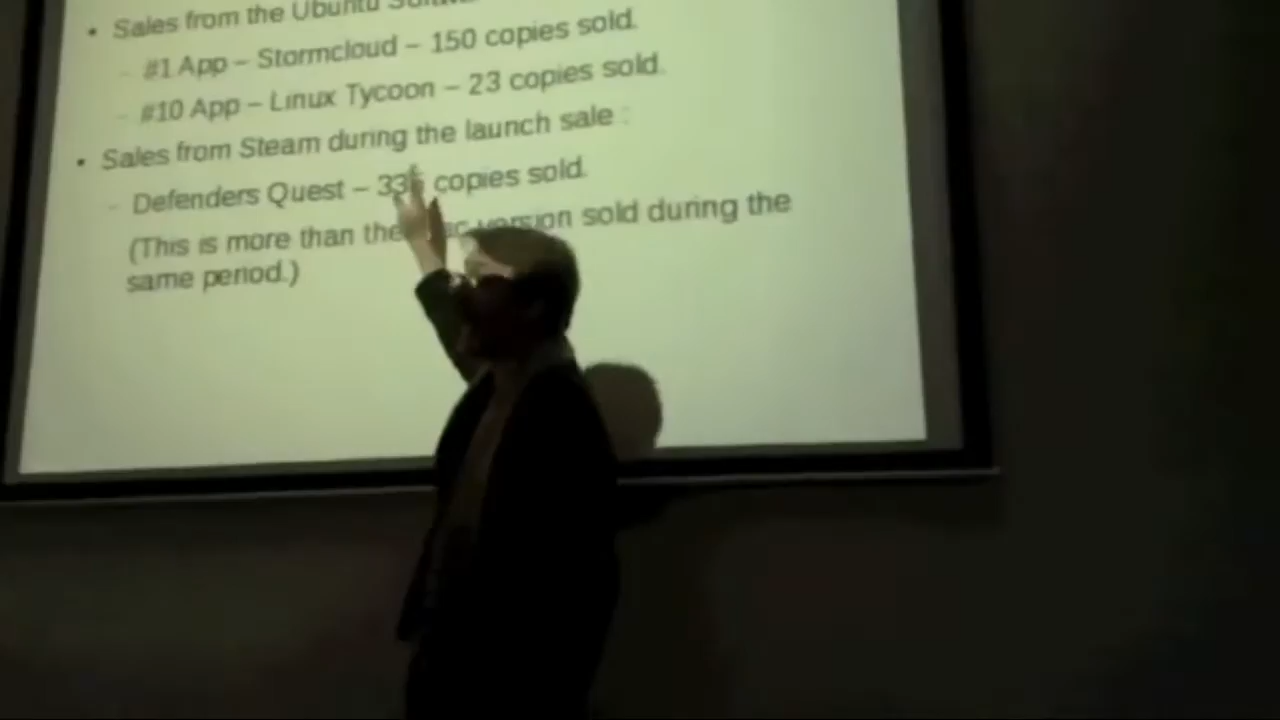 • Sales from the Ubuntu
- #1 App – Stormcloud – 150 copies sold.
- #10 App – Linux Tycoon – 23 copies sold.
• Sales from Steam during the launch sale :
- Defenders Quest – copies sold.
(This is more than the version sold during the
same period.)